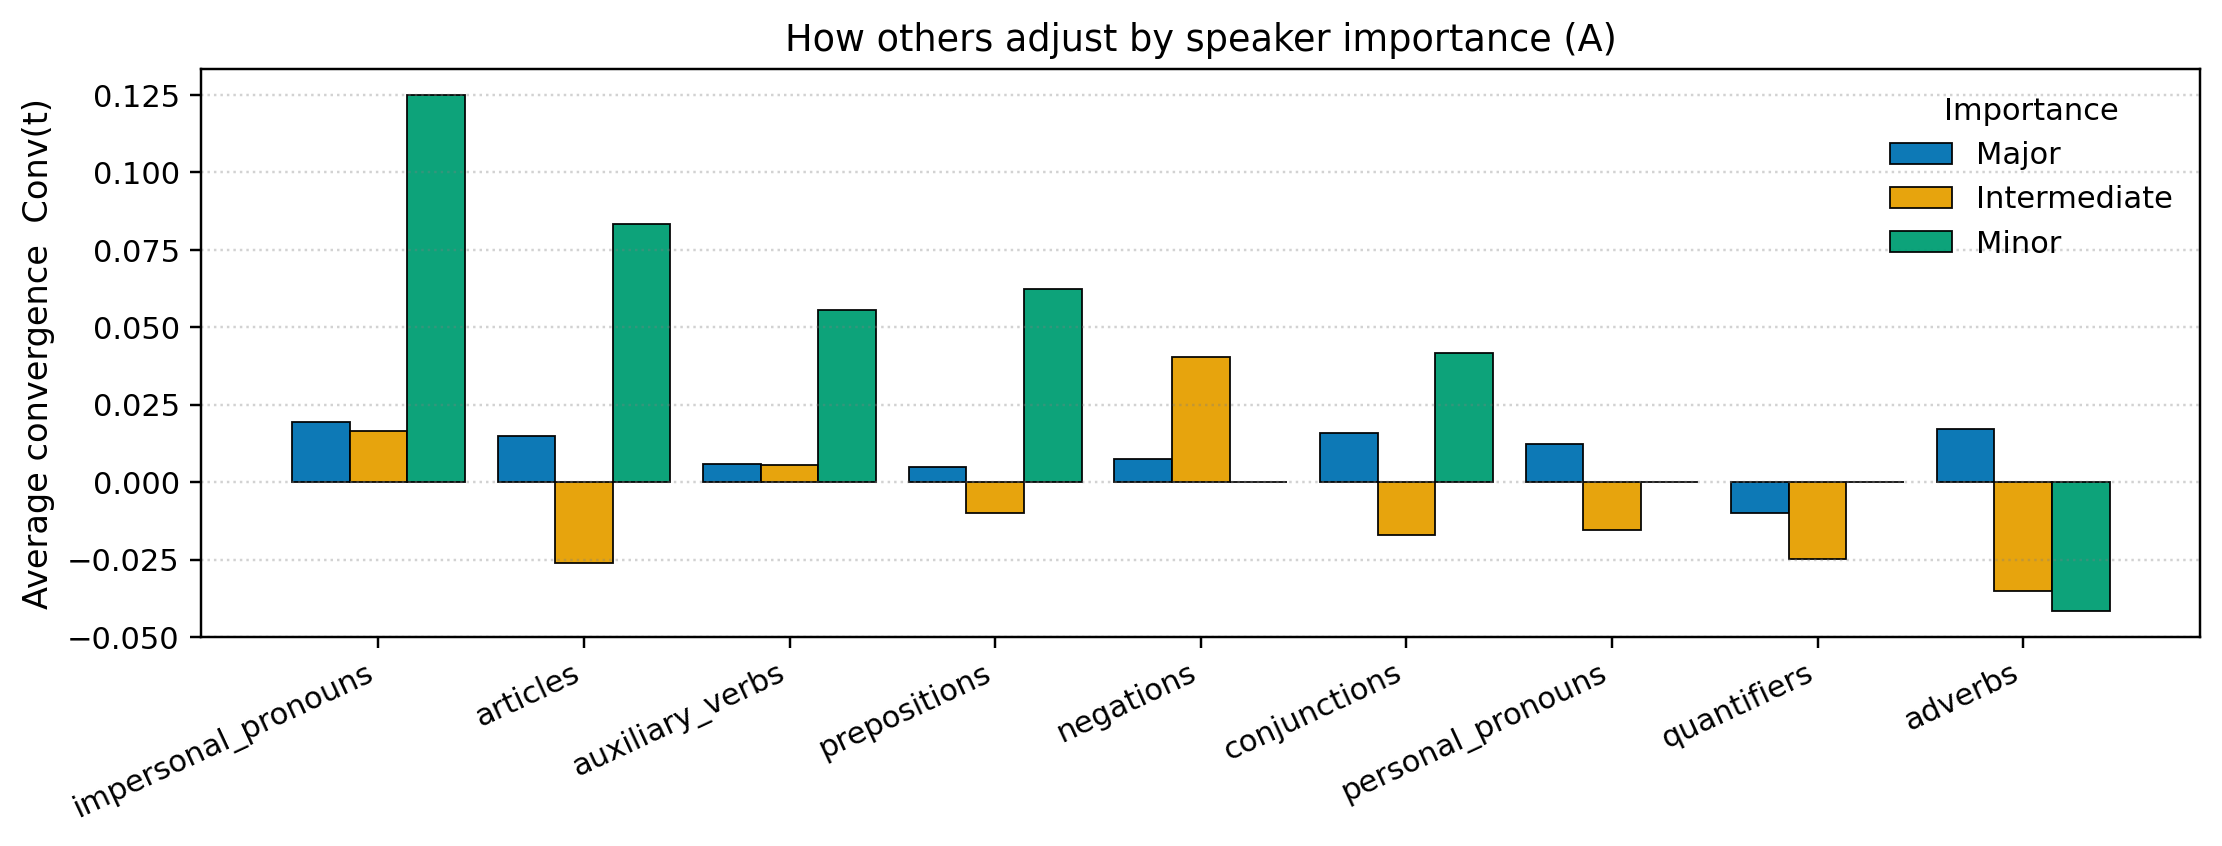 How others adjust by speaker importance (A)
Average convergence  Conv(t)
0.125
0.100
0.075
0.050
0.025
0.000
−0.025
−0.050
Importance
Major
Intermediate
Minor
impersonal_pronouns
articles
auxiliary_verbs
prepositions
negations
conjunctions
personal_pronouns
quantifiers
adverbs